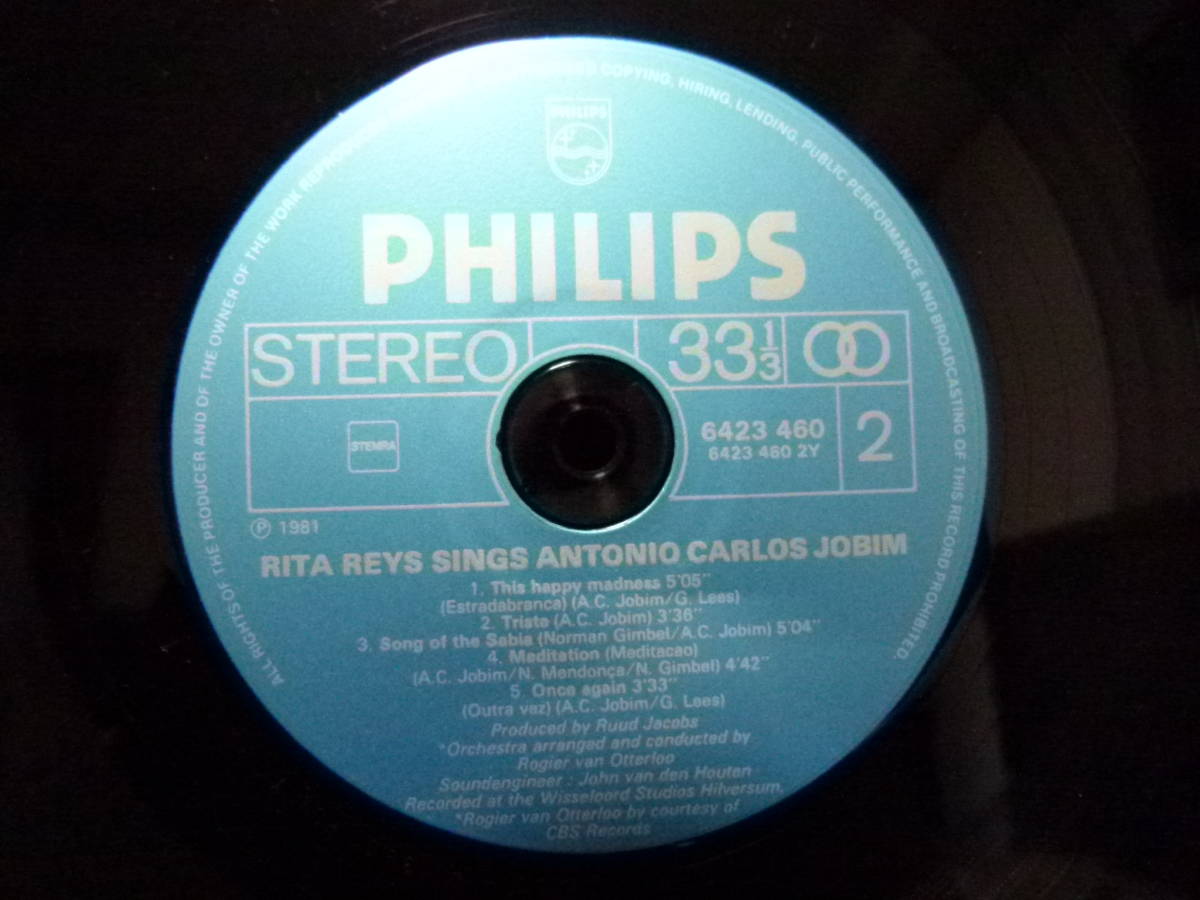 ALL RIGHTS OF THE PRODUCER AND OF THE OWNER OF THE WORK REPRODUCED COPYING, HIRING, LENDING, PUBLIC PERFORMANCE AND BROADCASTING OF THIS RECORD PROHIBITED.
PHILIPS
PHILIPS
STEREO 33 1/3
STEMRA
6423 460 2
6423 460 2Y
℗ 1981
RITA REYS SINGS ANTONIO CARLOS JOBIM
1. This happy madness 5'05"
(Estradabranca) (A.C. Jobim/G. Lees)
2. Triste (A.C. Jobim) 3'36"
3. Song of the Sabia (Norman Gimbel/A.C. Jobim) 5'04"
4. Meditation (Meditacao)
(A.C. Jobim/N. Mendonça/N. Gimbel) 4'42"
5. Once again 3'33"
(Outra vez) (A.C. Jobim/G. Lees)
Produced by Ruud Jacobs
*Orchestra arranged and conducted by
Rogier van Otterloo
Soundengineer : John van den Houten
Recorded at the Wisseloord Studios Hilversum.
*Rogier van Otterloo by courtesy of
CBS Records